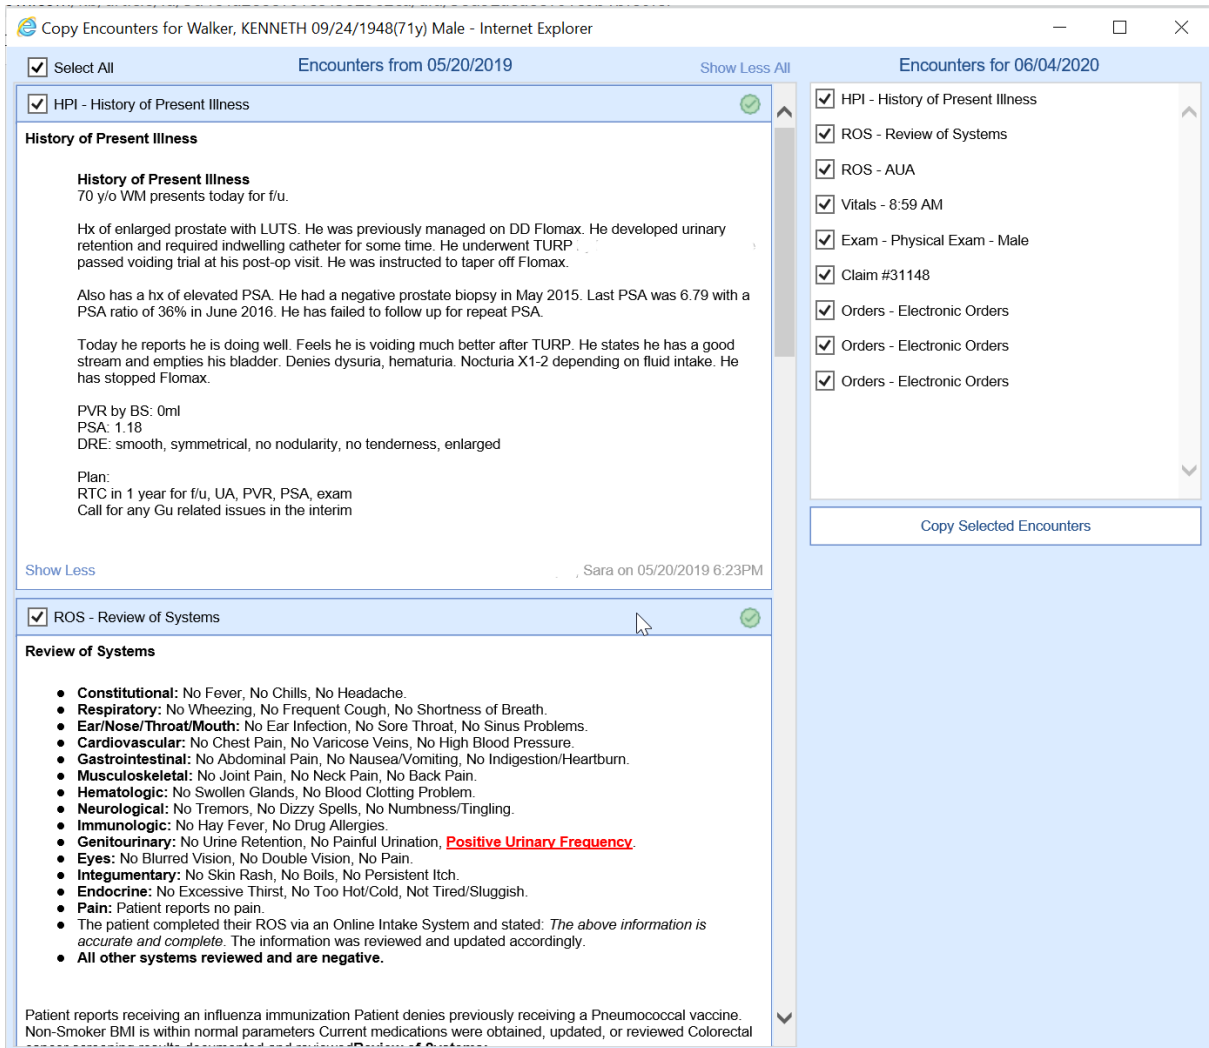 Copy Encounters for Walker, KENNETH 09/24/1948(71y) Male - Internet Explorer
Select All
Encounters from 05/20/2019
Show Less All
HPI - History of Present Illness
History of Present Illness
History of Present Illness
70 y/o WM presents today for f/u.
Hx of enlarged prostate with LUTS. He was previously managed on DD Flomax. He developed urinary
retention and required indwelling catheter for some time. He underwent TURP
passed voiding trial at his post-op visit. He was instructed to taper off Flomax.
Also has a hx of elevated PSA. He had a negative prostate biopsy in May 2015. Last PSA was 6.79 with a
PSA ratio of 36% in June 2016. He has failed to follow up for repeat PSA.
Today he reports he is doing well. Feels he is voiding much better after TURP. He states he has a good
stream and empties his bladder. Denies dysuria, hematuria. Nocturia X1-2 depending on fluid intake. He
has stopped Flomax.
PVR by BS: 0ml
PSA: 1.18
DRE: smooth, symmetrical, no nodularity, no tenderness, enlarged
Plan:
RTC in 1 year for f/u, UA, PVR, PSA, exam
Call for any Gu related issues in the interim
Show Less
, Sara on 05/20/2019 6:23PM
ROS - Review of Systems
Review of Systems
● Constitutional: No Fever, No Chills, No Headache.
● Respiratory: No Wheezing, No Frequent Cough, No Shortness of Breath.
● Ear/Nose/Throat/Mouth: No Ear Infection, No Sore Throat, No Sinus Problems.
● Cardiovascular: No Chest Pain, No Varicose Veins, No High Blood Pressure.
● Gastrointestinal: No Abdominal Pain, No Nausea/Vomiting, No Indigestion/Heartburn.
● Musculoskeletal: No Joint Pain, No Neck Pain, No Back Pain.
● Hematologic: No Swollen Glands, No Blood Clotting Problem.
● Neurological: No Tremors, No Dizzy Spells, No Numbness/Tingling.
● Immunologic: No Hay Fever, No Drug Allergies.
● Genitourinary: No Urine Retention, No Painful Urination, Positive Urinary Frequency.
● Eyes: No Blurred Vision, No Double Vision, No Pain.
● Integumentary: No Skin Rash, No Boils, No Persistent Itch.
● Endocrine: No Excessive Thirst, No Too Hot/Cold, Not Tired/Sluggish.
● Pain: Patient reports no pain.
● The patient completed their ROS via an Online Intake System and stated: The above information is
accurate and complete. The information was reviewed and updated accordingly.
● All other systems reviewed and are negative.
Patient reports receiving an influenza immunization Patient denies previously receiving a Pneumococcal vaccine.
Non-Smoker BMI is within normal parameters Current medications were obtained, updated, or reviewed Colorectal
Encounters for 06/04/2020
HPI - History of Present Illness
ROS - Review of Systems
ROS - AUA
Vitals - 8:59 AM
Exam - Physical Exam - Male
Claim #31148
Orders - Electronic Orders
Orders - Electronic Orders
Orders - Electronic Orders
Copy Selected Encounters